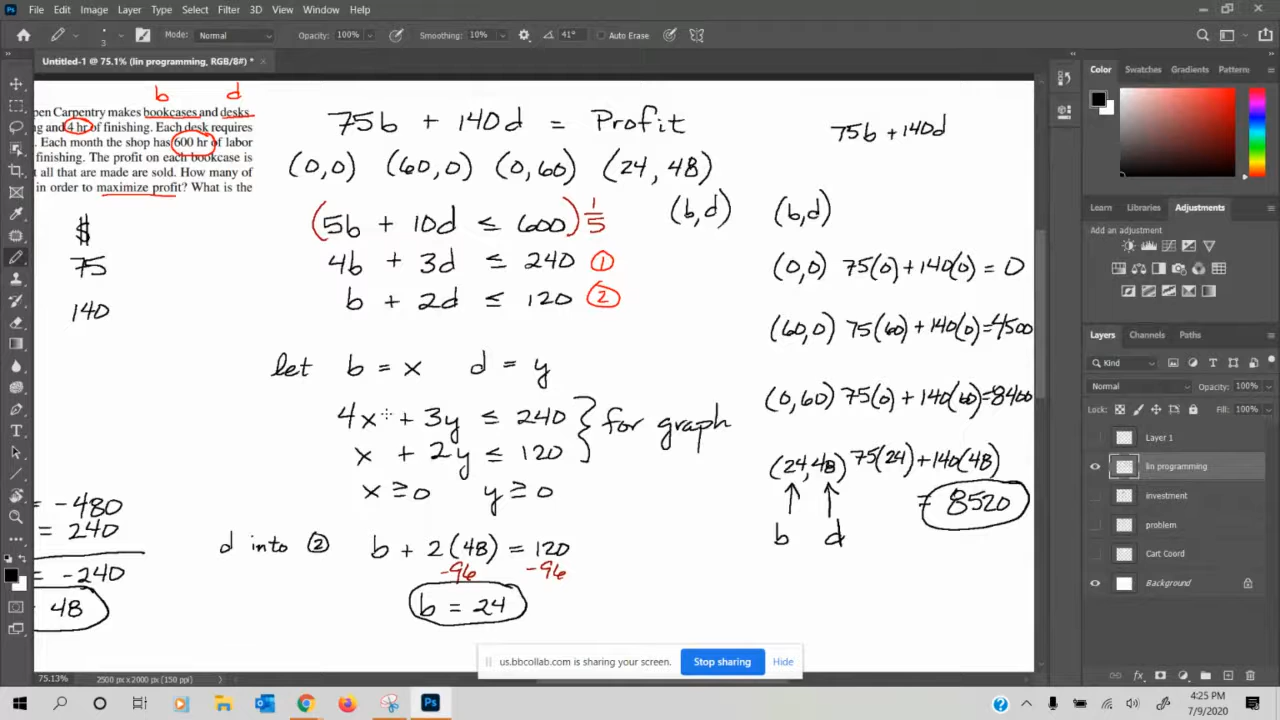 Ps File Edit Image Layer Type Select Filter 3D View Window Help
Mode: Normal Opacity: 100% Smoothing: 10% 41° Auto Erase
Untitled-1 @ 75.1% (lin programming, RGB/8#) *
b d
pen Carpentry makes bookcases and desks.
ng and 4 hr of finishing. Each desk requires
. Each month the shop has 600 hr of labor
finishing. The profit on each bookcase is
t all that are made are sold. How many of
in order to maximize profit? What is the
$
75
140
= -480
= 240
= -240
48
75b + 140d = Profit
(0,0) (60,0) (0,60) (24,48)
(5b + 10d ≤ 600) 1/5 (b,d)
4b + 3d ≤ 240 ①
b + 2d ≤ 120 ②
let b = x d = y
4x + 3y ≤ 240 } for graph
x + 2y ≤ 120
x ≥ 0 y ≥ 0
d into ② b + 2(48) = 120
-96 -96
b = 24
75b + 140d
(b,d)
(0,0) 75(0) + 140(0) = 0
(60,0) 75(60) + 140(0) = 4500
(0,60) 75(0) + 140(60) = 8400
(24,48) 75(24) + 140(48)
= 8520
b d
us.bbcollab.com is sharing your screen. Stop sharing Hide
75.13% 2500 px x 2000 px (150 ppi)
Color Swatches Gradients Patterns
Learn Libraries Adjustments
Add an adjustment
Layers Channels Paths
Kind
Normal Opacity: 100%
Lock: Fill: 100%
Layer 1
lin programming
investment
problem
Cart Coord
Background
Ps
4:25 PM
7/9/2020